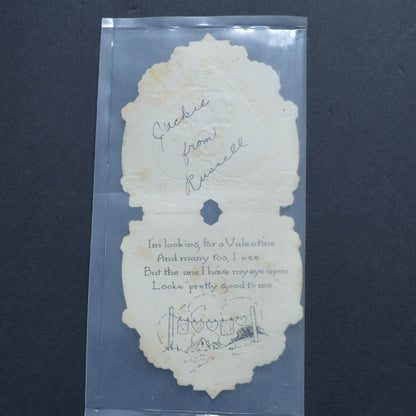 Jackie
from
Russell
I'm looking for a Valentine
And many too, I see
But the one I have my eye upon
Looks "pretty good to me"